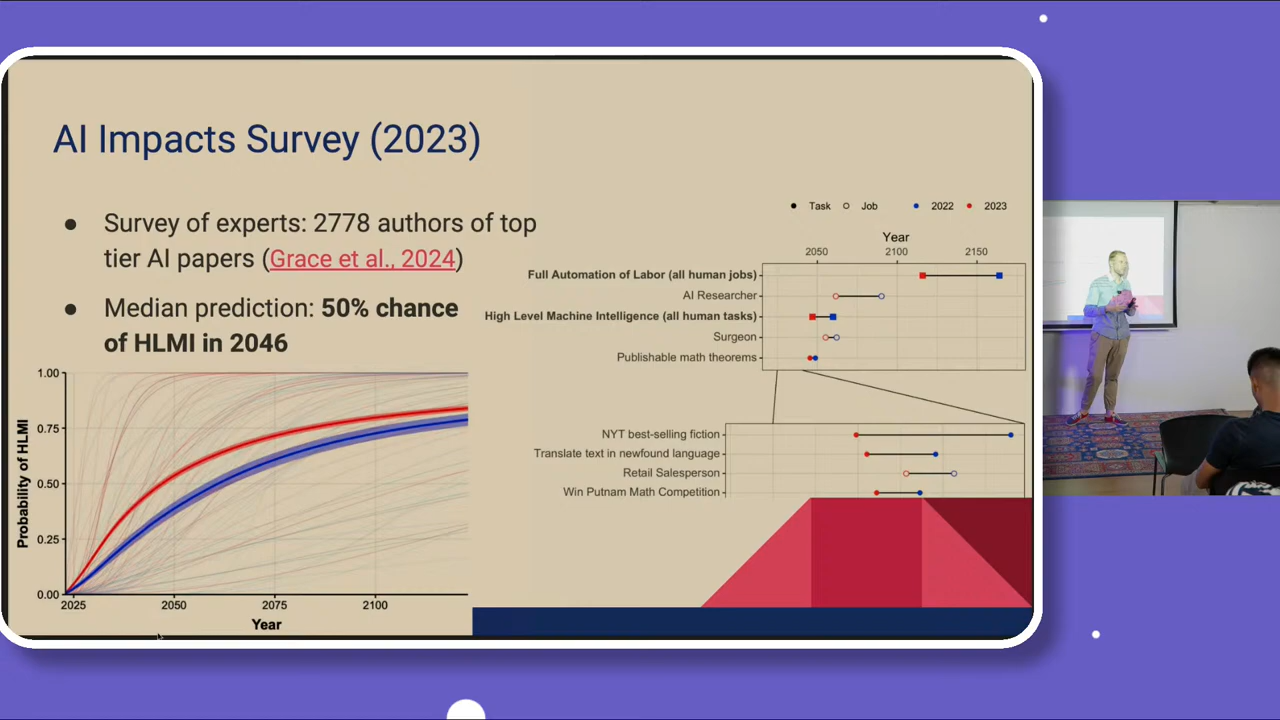 AI Impacts Survey (2023)
● Survey of experts: 2778 authors of top
tier AI papers (Grace et al., 2024)
● Median prediction: 50% chance
of HLMI in 2046
1.00
0.75
0.50
0.25
0.00
Probability of HLMI
2025 2050 2075 2100
Year
Task Job 2022 2023
Year
2050 2100 2150
Full Automation of Labor (all human jobs)
AI Researcher
High Level Machine Intelligence (all human tasks)
Surgeon
Publishable math theorems
NYT best-selling fiction
Translate text in newfound language
Retail Salesperson
Win Putnam Math Competition